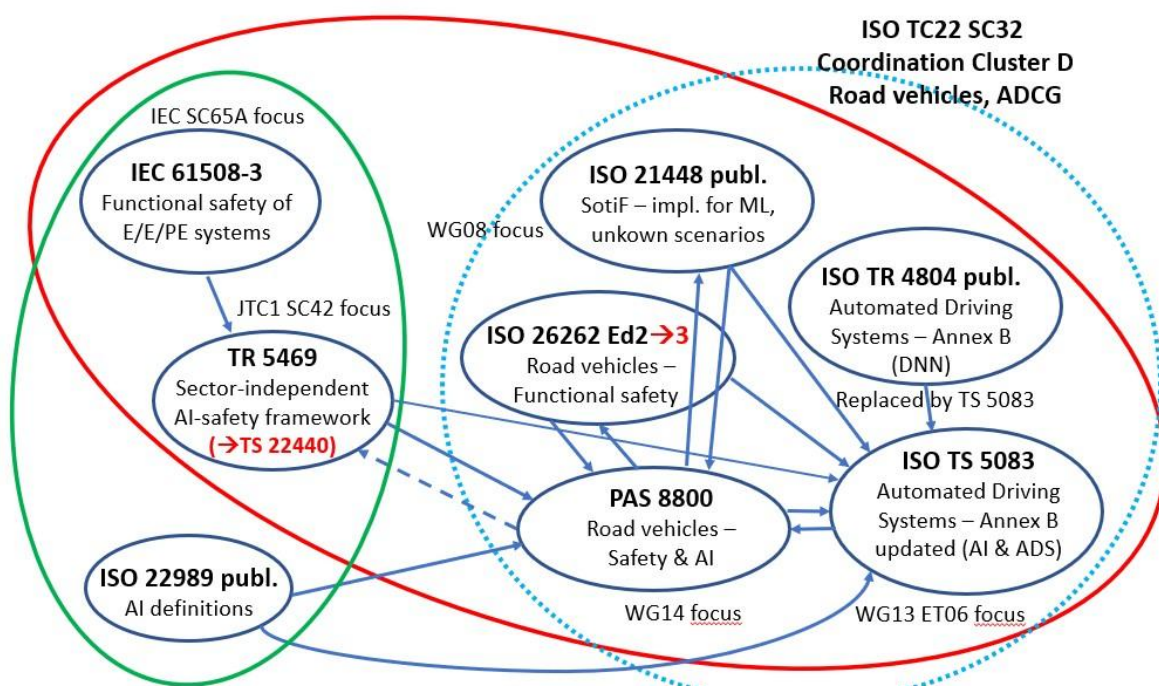 ISO TC22 SC32
Coordination Cluster D
Road vehicles, ADCG
IEC SC65A focus
IEC 61508-3
Functional safety of
E/E/PE systems
JTC1 SC42 focus
TR 5469
Sector-independent
AI-safety framework
(→TS 22440)
ISO 22989 publ.
AI definitions
WG08 focus
ISO 21448 publ.
SotiF – impl. for ML,
unkown scenarios
ISO 26262 Ed2→3
Road vehicles –
Functional safety
ISO TR 4804 publ.
Automated Driving
Systems – Annex B
(DNN)
Replaced by TS 5083
PAS 8800
Road vehicles –
Safety & AI
WG14 focus
ISO TS 5083
Automated Driving
Systems – Annex B
updated (AI & ADS)
WG13 ET06 focus